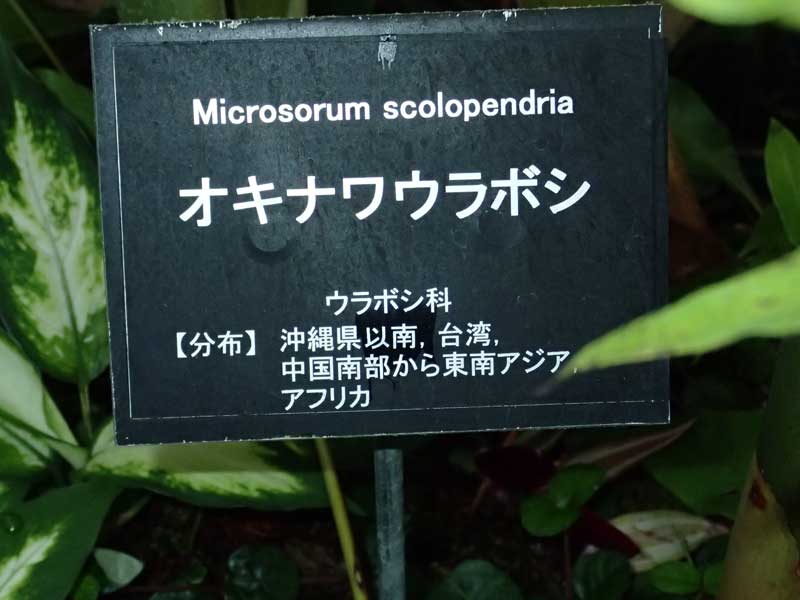 Microsorum scolopendria
オキナワウラボシ
ウラボシ科
【分布】 沖縄県以南, 台湾,
中国南部から東南アジア,
アフリカ